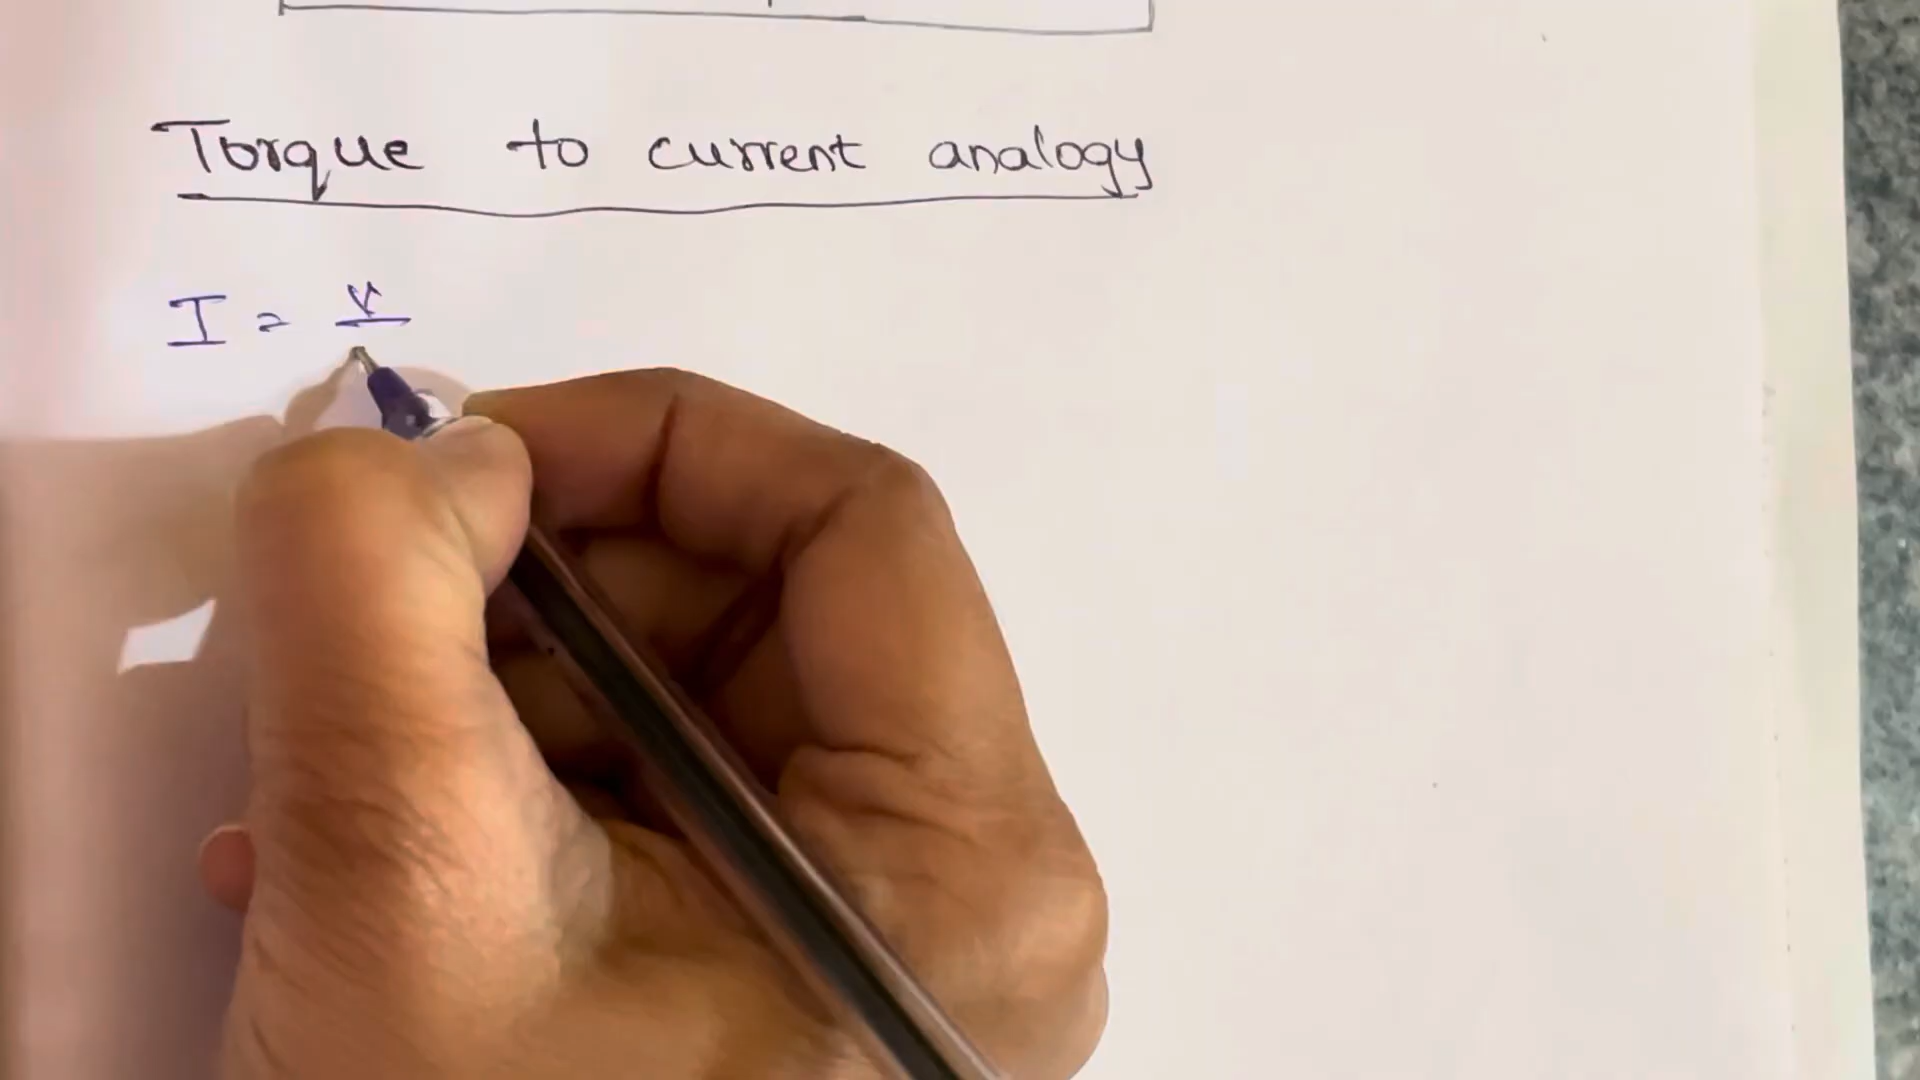 Torque to current analogy
I = V